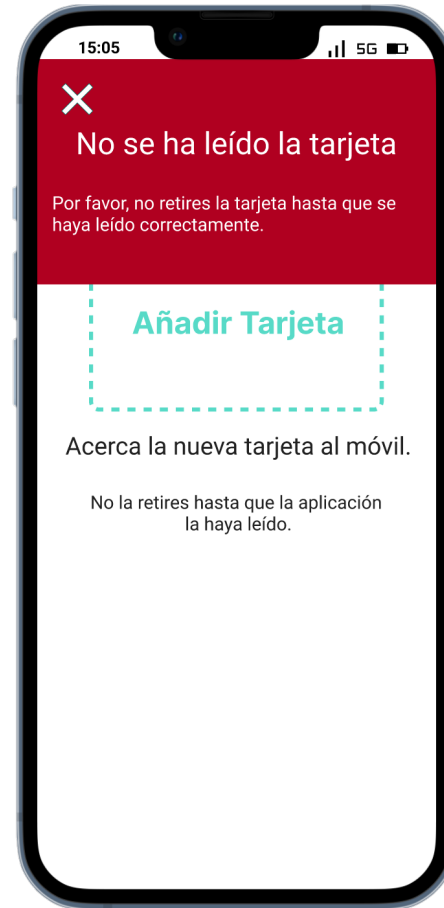 15:05 5G
No se ha leído la tarjeta
Por favor, no retires la tarjeta hasta que se
haya leído correctamente.
Añadir Tarjeta
Acerca la nueva tarjeta al móvil.
No la retires hasta que la aplicación
la haya leído.